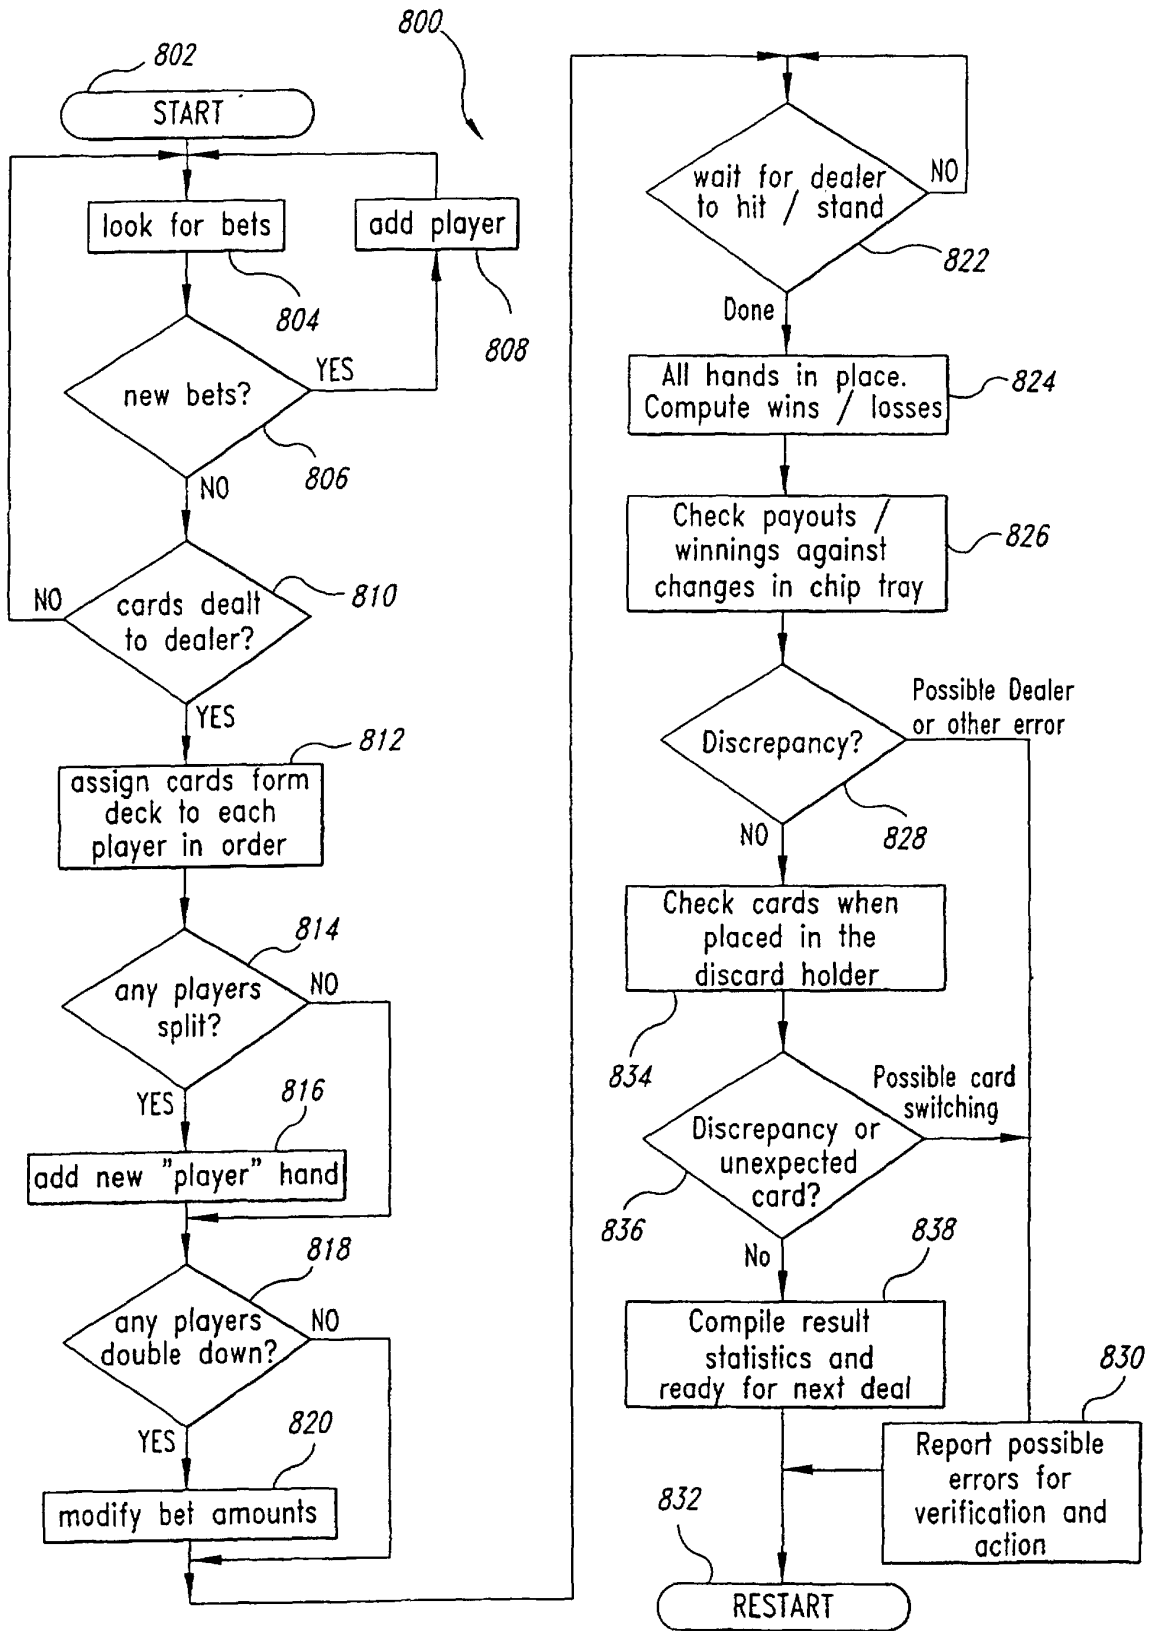 800
802
START
look for bets
804
add player
808
new bets?
YES
806
NO
cards dealt
to dealer?
810
NO
YES
812
assign cards form
deck to each
player in order
814
any players
split?
NO
YES
816
add new "player" hand
818
any players
double down?
NO
YES
820
modify bet amounts
wait for dealer
to hit / stand
NO
822
Done
All hands in place.
Compute wins / losses
824
Check payouts /
winnings against
changes in chip tray
826
Discrepancy?
Possible Dealer
or other error
828
NO
Check cards when
placed in the
discard holder
834
Discrepancy or
unexpected
card?
Possible card
switching
836
No
838
Compile result
statistics and
ready for next deal
830
Report possible
errors for
verification and
action
832
RESTART